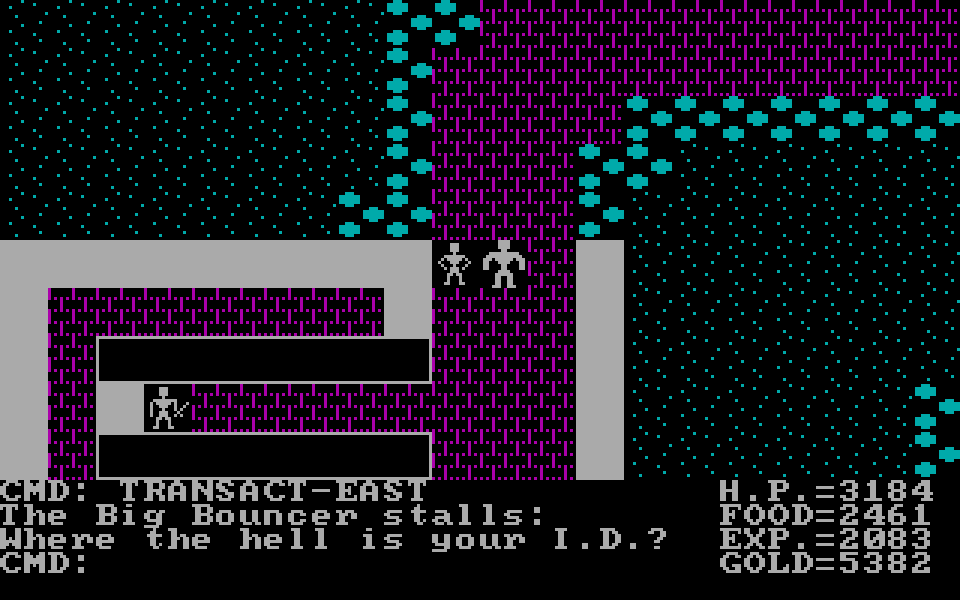 CMD: TRANSACT-EAST
The Big Bouncer stalls:
Where the hell is your I.D.?
CMD:
H.P.=3184
FOOD=2461
EXP.=2083
GOLD=5382